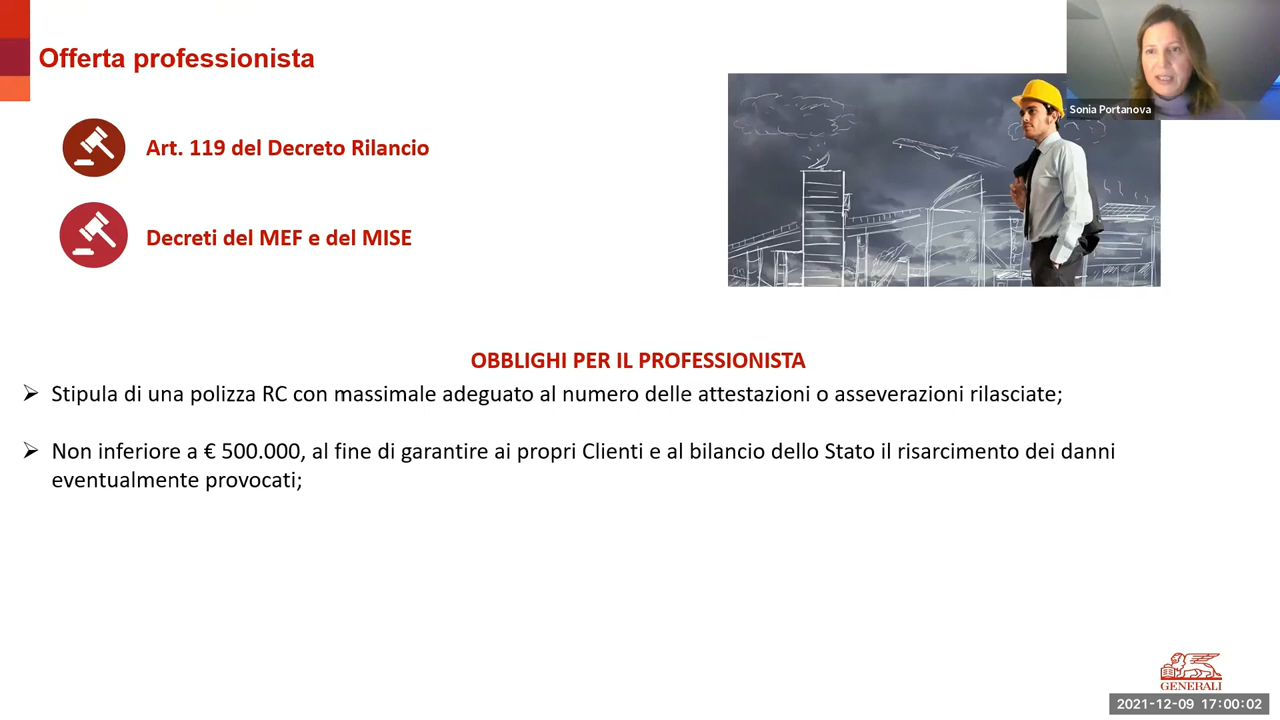 Offerta professionista
Sonia Portanova
Art. 119 del Decreto Rilancio
Decreti del MEF e del MISE
OBBLIGHI PER IL PROFESSIONISTA
Stipula di una polizza RC con massimale adeguato al numero delle attestazioni o asseverazioni rilasciate;
Non inferiore a € 500.000, al fine di garantire ai propri Clienti e al bilancio dello Stato il risarcimento dei danni
eventualmente provocati;
GENERALI
2021-12-09 17:00:02